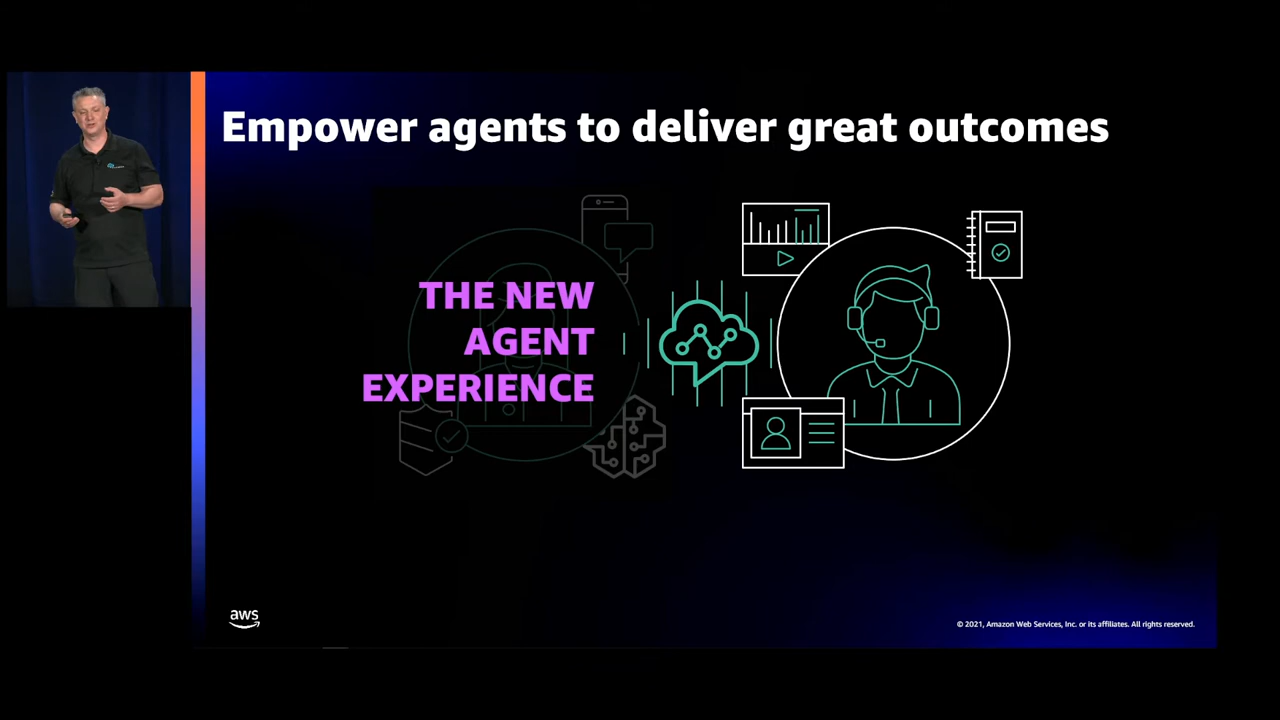 Empower agents to deliver great outcomes
THE NEW
AGENT
EXPERIENCE
aws
© 2021, Amazon Web Services, Inc. or its affiliates. All rights reserved.